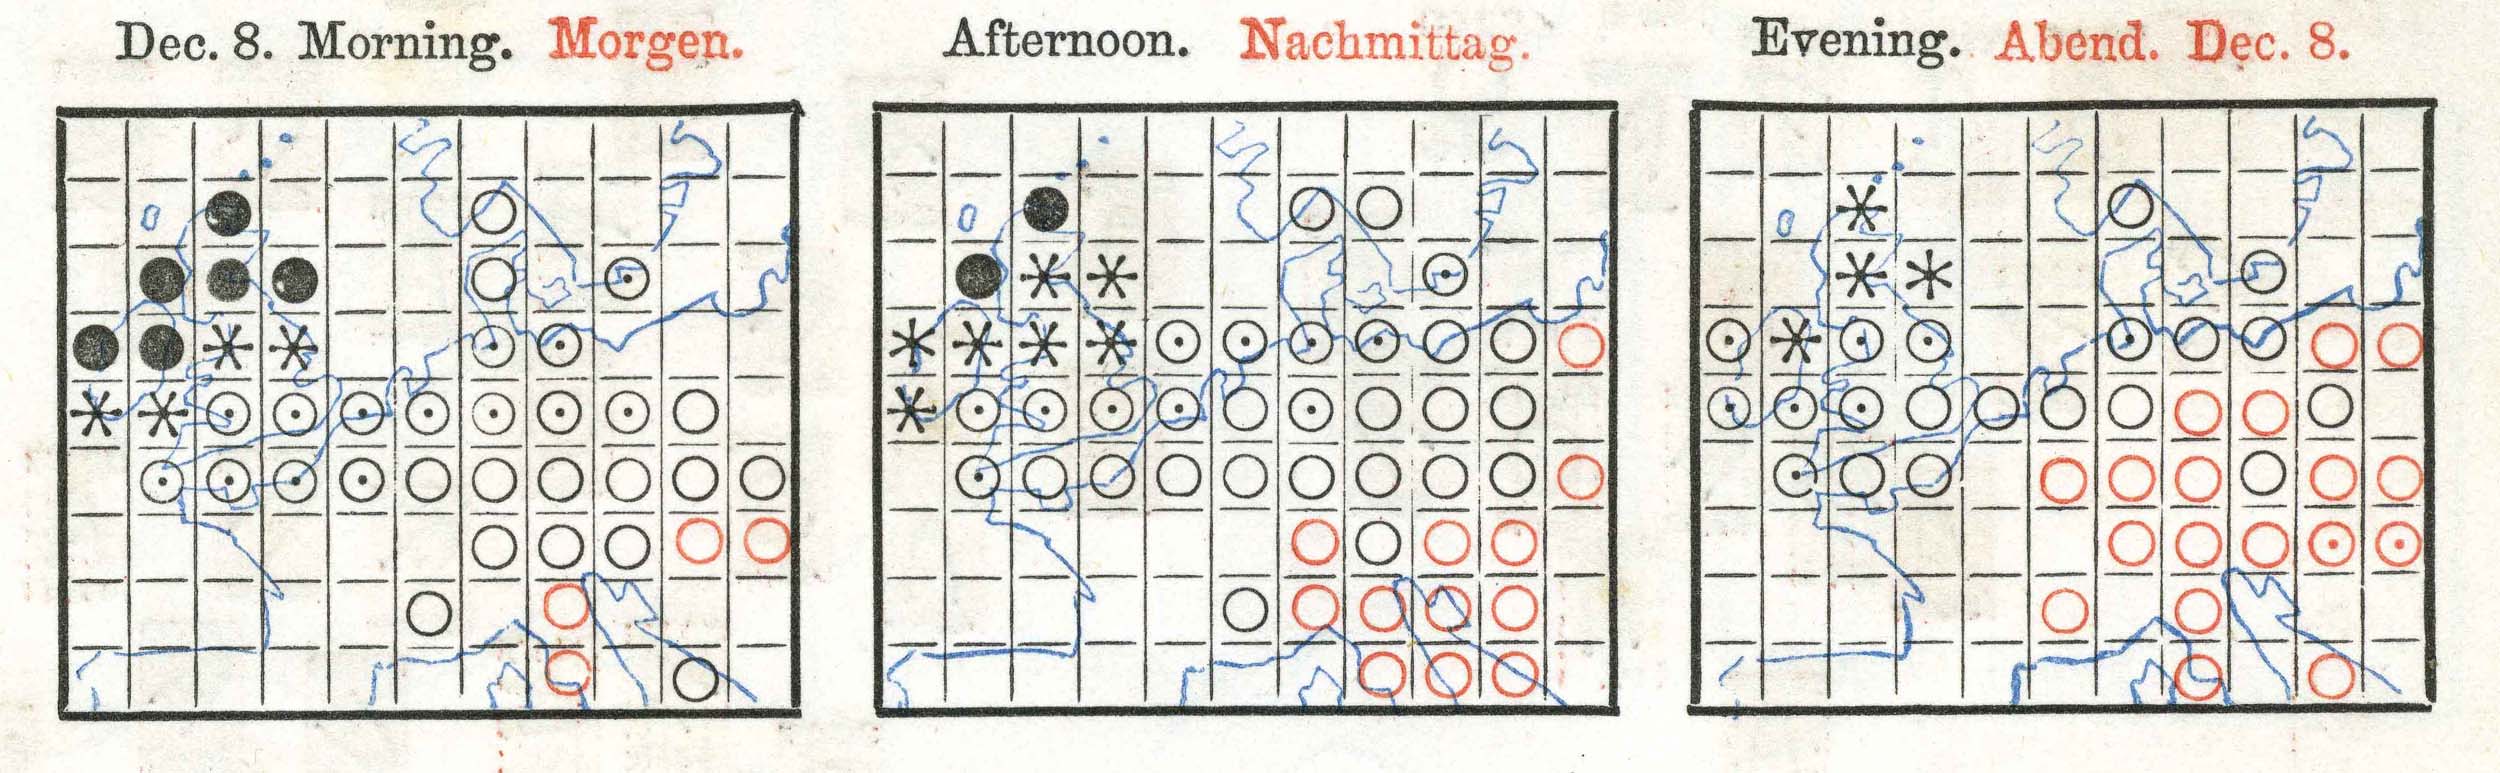 Dec. 8. Morning. Morgen.
Afternoon. Nachmittag.
Evening. Abend. Dec. 8.